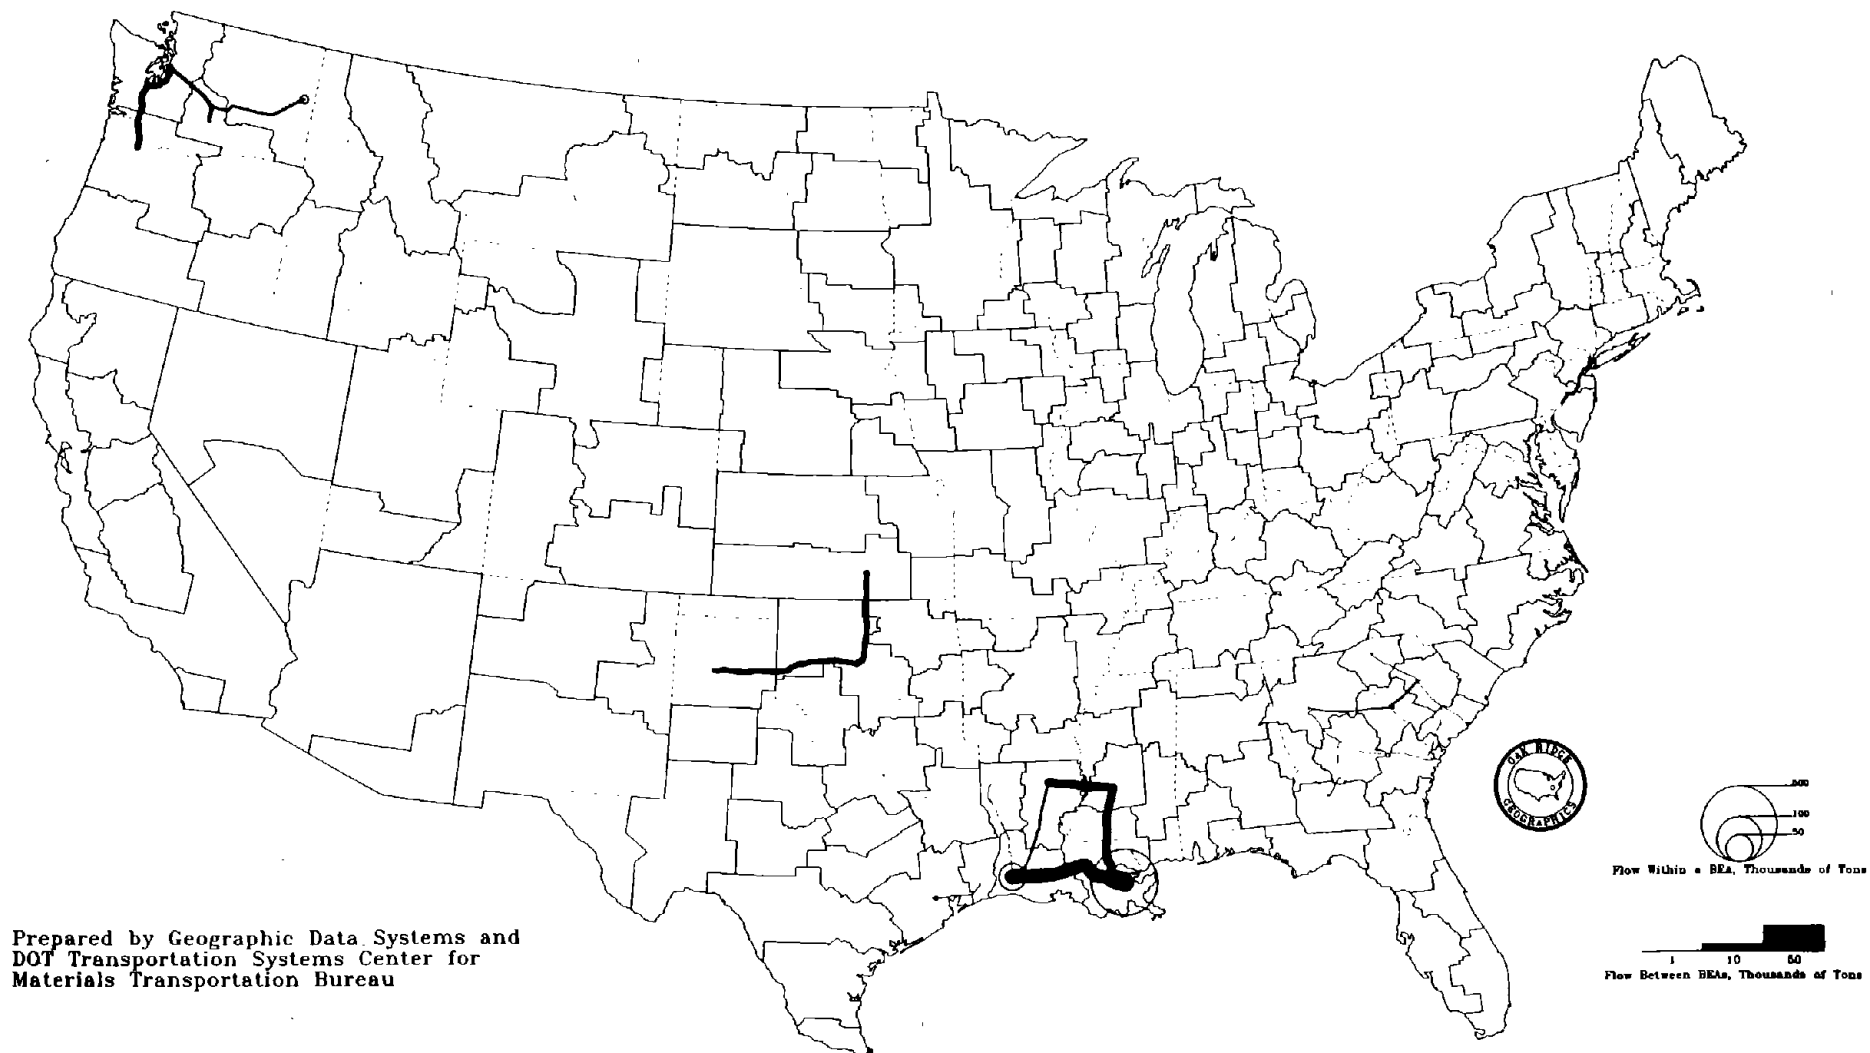 Prepared by Geographic Data Systems and
DOT Transportation Systems Center for
Materials Transportation Bureau
OAK RIDGE
GEOGRAPHICS
500
100
50
Flow Within a BEA, Thousands of Tons
1 10 50
Flow Between BEAs, Thousands of Tons